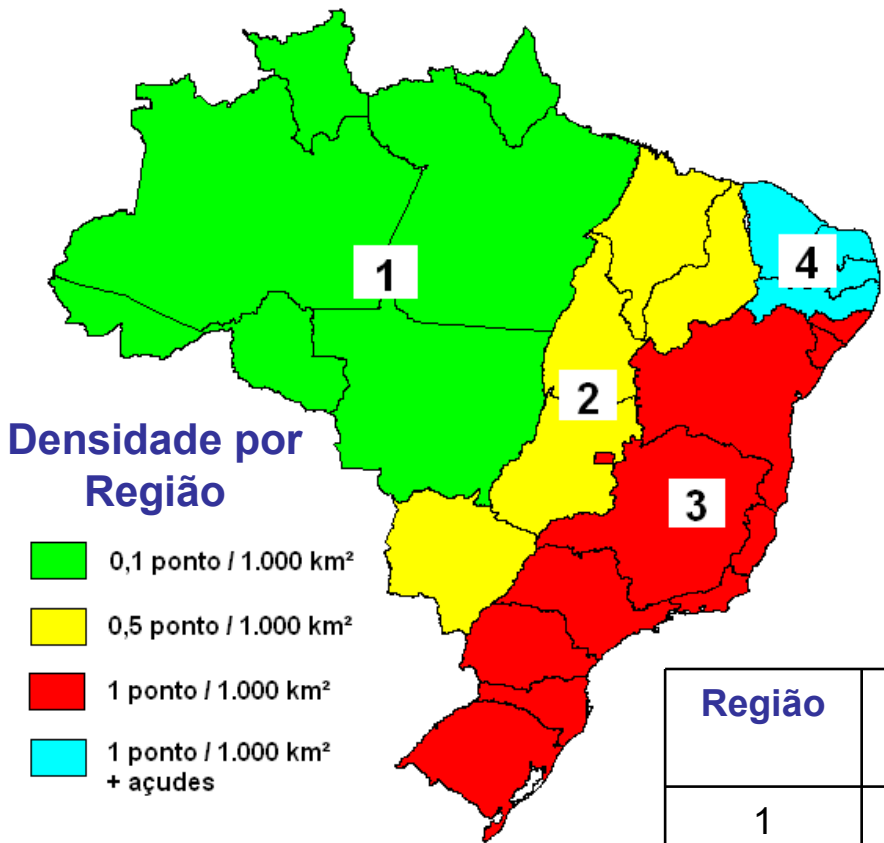 1
4
2
3
Densidade por
Região
0,1 ponto / 1.000 km²
0,5 ponto / 1.000 km²
1 ponto / 1.000 km²
1 ponto / 1.000 km²
+ açudes
Região
1